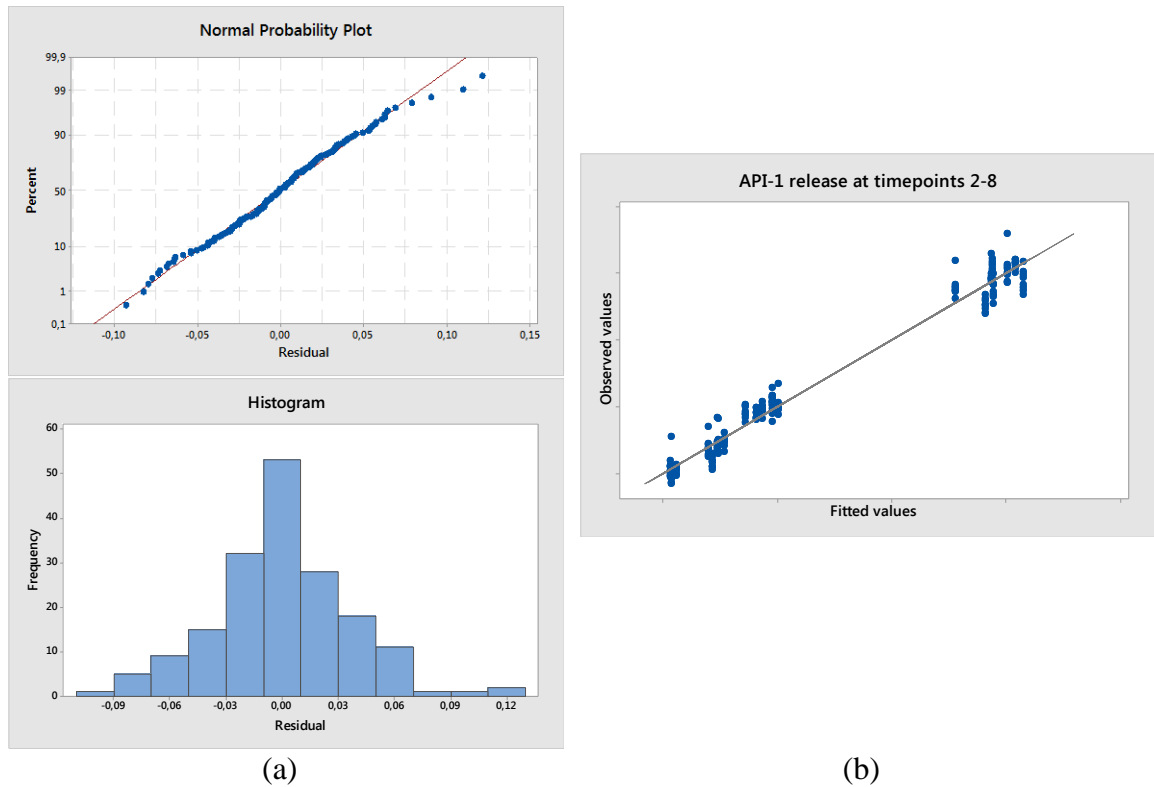 Normal Probability Plot
99,9
99
90
50
10
1
0,1
Percent
-0,10
-0,05
0,00
0,05
0,10
0,15
Residual
Histogram
60
50
40
30
20
10
0
Frequency
-0,09
-0,06
-0,03
0,00
0,03
0,06
0,09
0,12
Residual
(a)
API-1 release at timepoints 2-8
Observed values
Fitted values
(b)